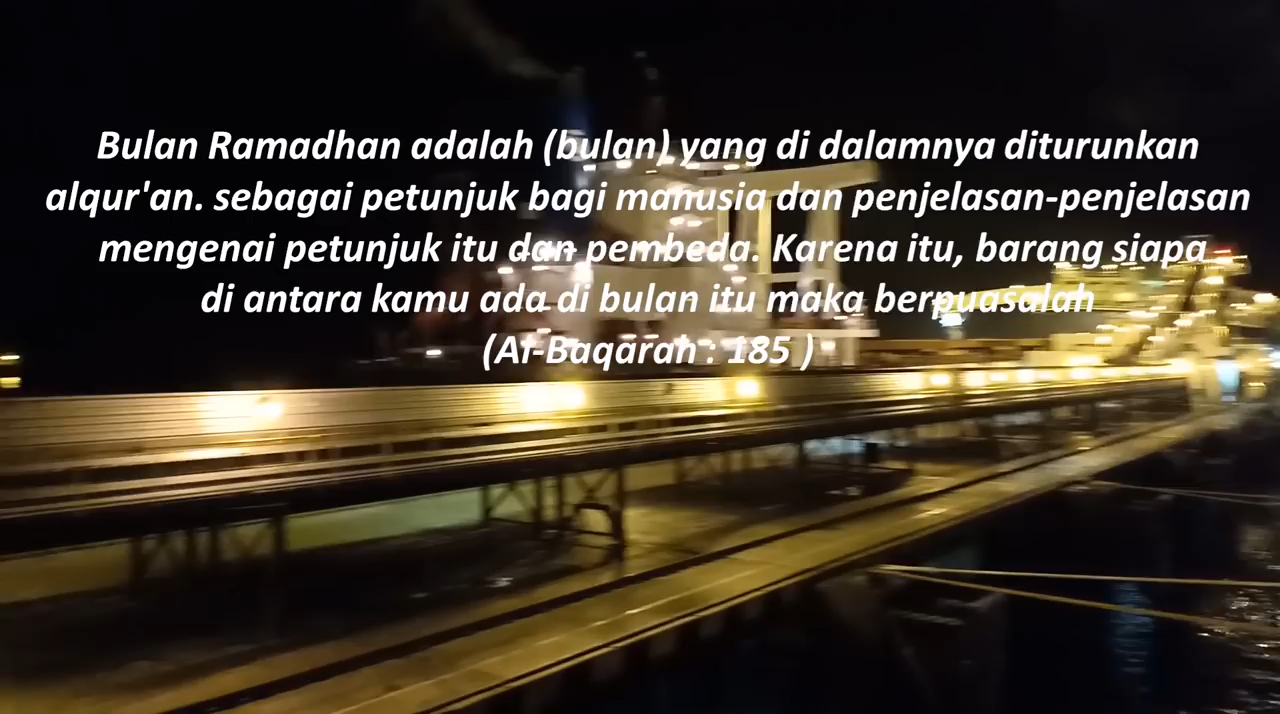 Bulan Ramadhan adalah (bulan) yang di dalamnya diturunkan
alqur'an. sebagai petunjuk bagi manusia dan penjelasan-penjelasan
mengenai petunjuk itu dan pembeda. Karena itu, barang siapa
di antara kamu ada di bulan itu maka berpuasalah
(Al-Baqarah : 185 )